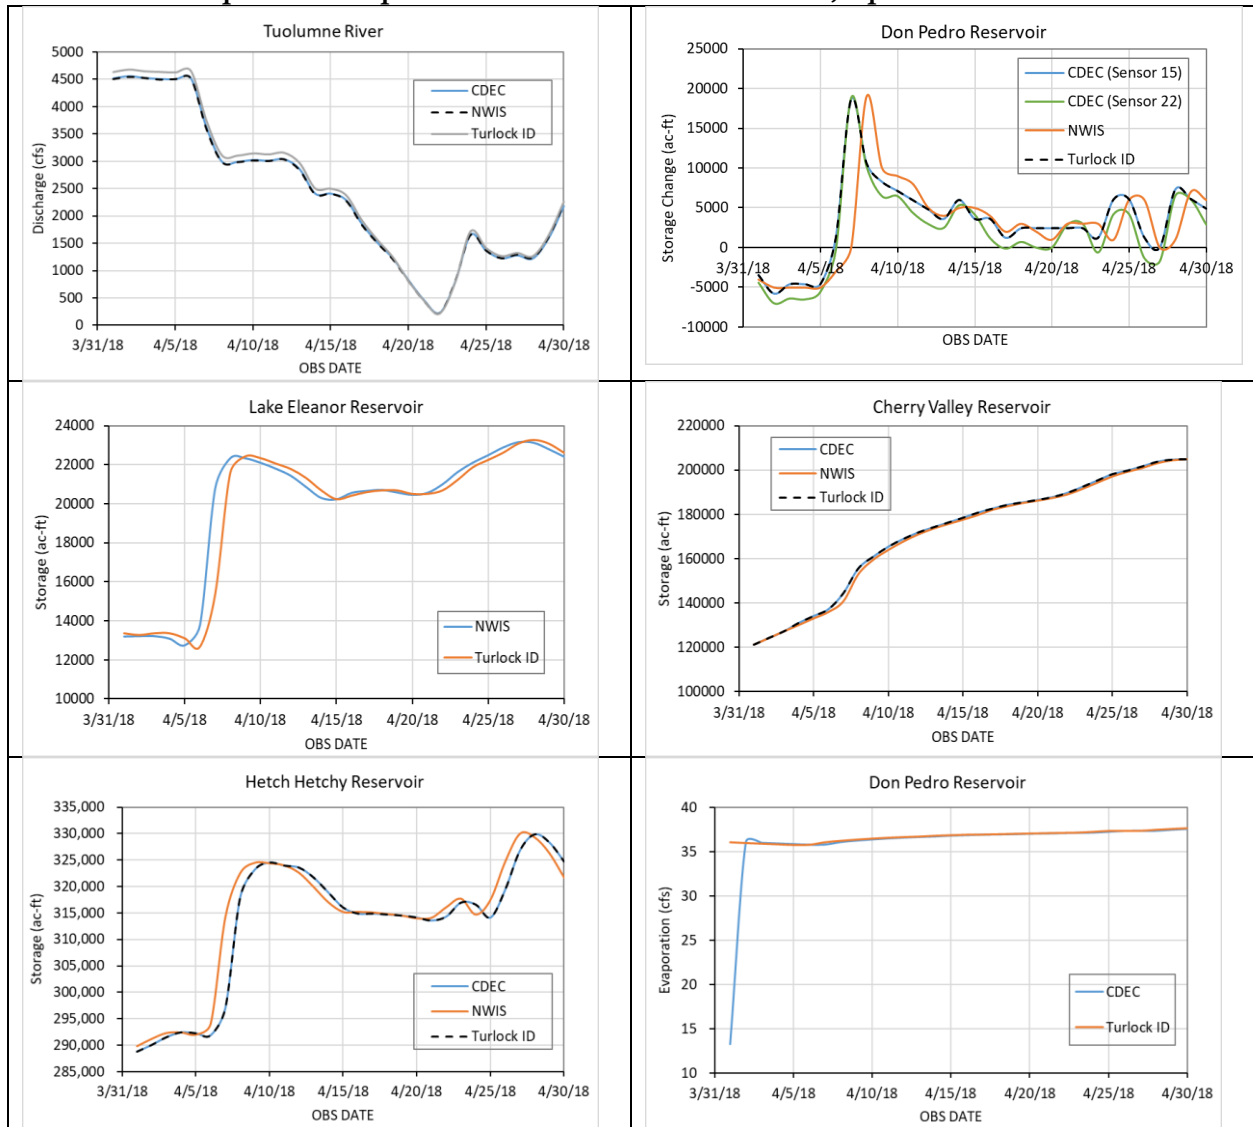 Tuolumne River
5000
4500
4000
3500
3000
2500
2000
1500
1000
500
0
Discharge (cfs)
CDEC
NWIS
Turlock ID
3/31/18 4/5/18 4/10/18 4/15/18 4/20/18 4/25/18 4/30/18
OBS DATE
Don Pedro Reservoir
25000
20000
15000
10000
5000
0
-5000
-10000
Storage Change (ac-ft)
CDEC (Sensor 15)
CDEC (Sensor 22)
NWIS
Turlock ID
3/31/18 4/5/18 4/10/18 4/15/18 4/20/18 4/25/18 4/30/18
OBS DATE
Lake Eleanor Reservoir
24000
22000
20000
18000
16000
14000
12000
10000
Storage (ac-ft)
NWIS
Turlock ID
3/31/18 4/5/18 4/10/18 4/15/18 4/20/18 4/25/18 4/30/18
OBS DATE
Cherry Valley Reservoir
220000
200000
180000
160000
140000
120000
100000
Storage (ac-ft)
CDEC
NWIS
Turlock ID
3/31/18 4/5/18 4/10/18 4/15/18 4/20/18 4/25/18 4/30/18
OBS DATE
Hetch Hetchy Reservoir
335,000
330,000
325,000
320,000
315,000
310,000
305,000
300,000
295,000
290,000
285,000
Storage (ac-ft)
CDEC
NWIS
Turlock ID
3/31/18 4/5/18 4/10/18 4/15/18 4/20/18 4/25/18 4/30/18
OBS DATE
Don Pedro Reservoir
40
35
30
25
20
15
10
Evaporation (cfs)
CDEC
Turlock ID
3/31/18 4/5/18 4/10/18 4/15/18 4/20/18 4/25/18 4/30/18
OBS DATE